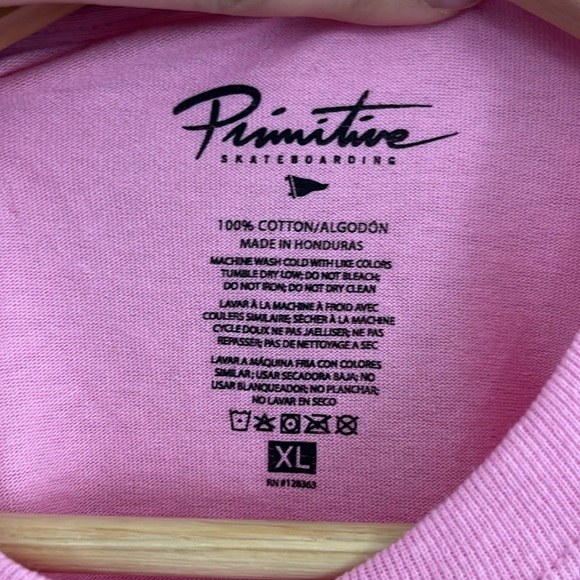 Primitive
SKATEBOARDING
100% COTTON/ALGODÓN
MADE IN HONDURAS
MACHINE WASH COLD WITH LIKE COLORS
TUMBLE DRY LOW; DO NOT BLEACH;
DO NOT IRON; DO NOT DRY CLEAN
LAVAR À LA MACHINE À FROID AVEC
COULERS SIMILAIRE; SÉCHER À LA MACHINE
CYCLE DOUX NE PAS JAELLISER; NE PAS
REPASSER; PAS DE NETTOYAGE A SEC
LAVAR A MÁQUINA FRIA CON COLORES
SIMILAR; USAR SECADORA BAJA; NO
USAR BLANQUEADOR; NO PLANCHAR;
NO LAVAR EN SECO
XL
RN #128363